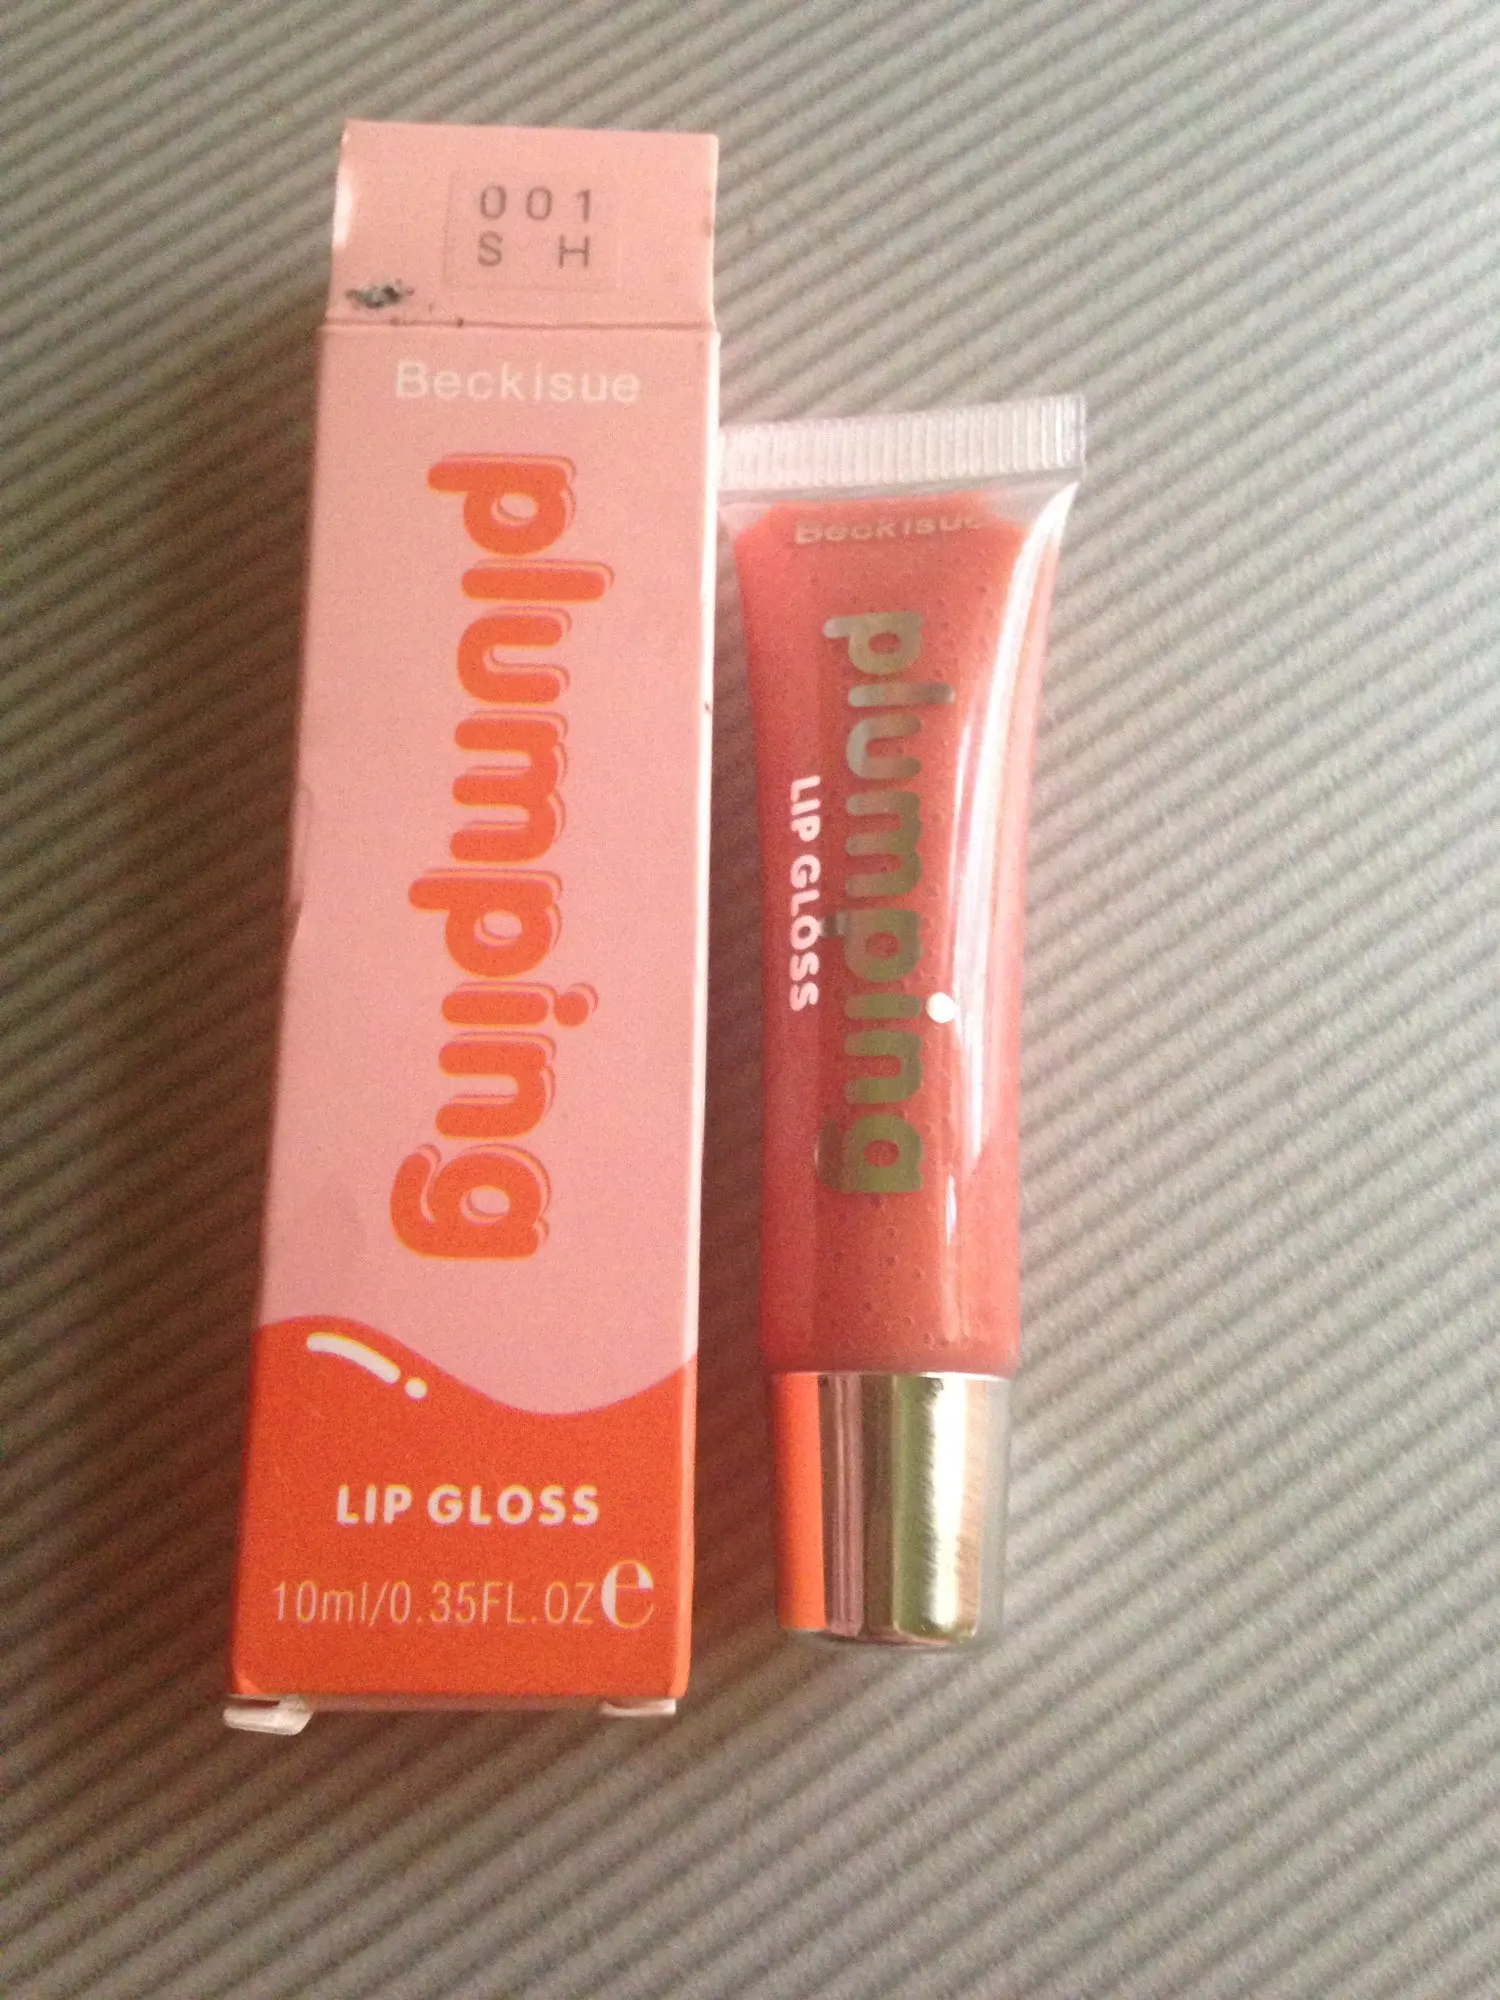 001
S H
Beckisue
plumping
LIP GLOSS
10ml/0.35FL.OZ e
Beckisue
plumping
LIP GLOSS